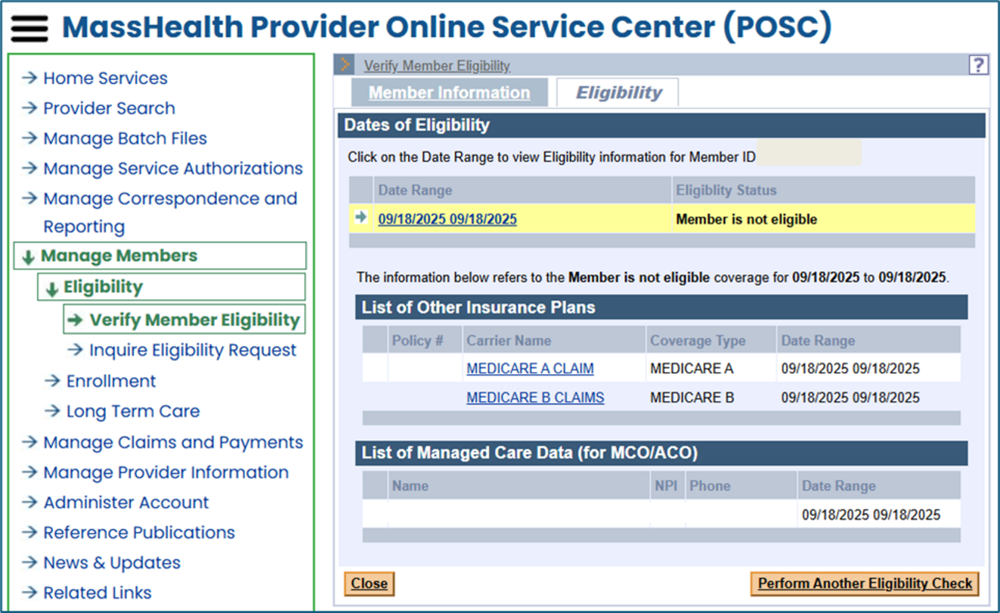 MassHealth Provider Online Service Center (POSC)
Home Services
Provider Search
Manage Batch Files
Manage Service Authorizations
Manage Correspondence and
Reporting
Manage Members
Eligibility
Verify Member Eligibility
Inquire Eligibility Request
Enrollment
Long Term Care
Manage Claims and Payments
Manage Provider Information
Administer Account
Reference Publications
News & Updates
Related Links
Verify Member Eligibility ?
Member Information Eligibility
Dates of Eligibility
Click on the Date Range to view Eligibility information for Member ID
Date Range Eligiblity Status
09/18/2025 09/18/2025 Member is not eligible
The information below refers to the Member is not eligible coverage for 09/18/2025 to 09/18/2025.
List of Other Insurance Plans
Policy # Carrier Name Coverage Type Date Range
MEDICARE A CLAIM MEDICARE A 09/18/2025 09/18/2025
MEDICARE B CLAIMS MEDICARE B 09/18/2025 09/18/2025
List of Managed Care Data (for MCO/ACO)
Name NPI Phone Date Range
09/18/2025 09/18/2025
Close Perform Another Eligibility Check